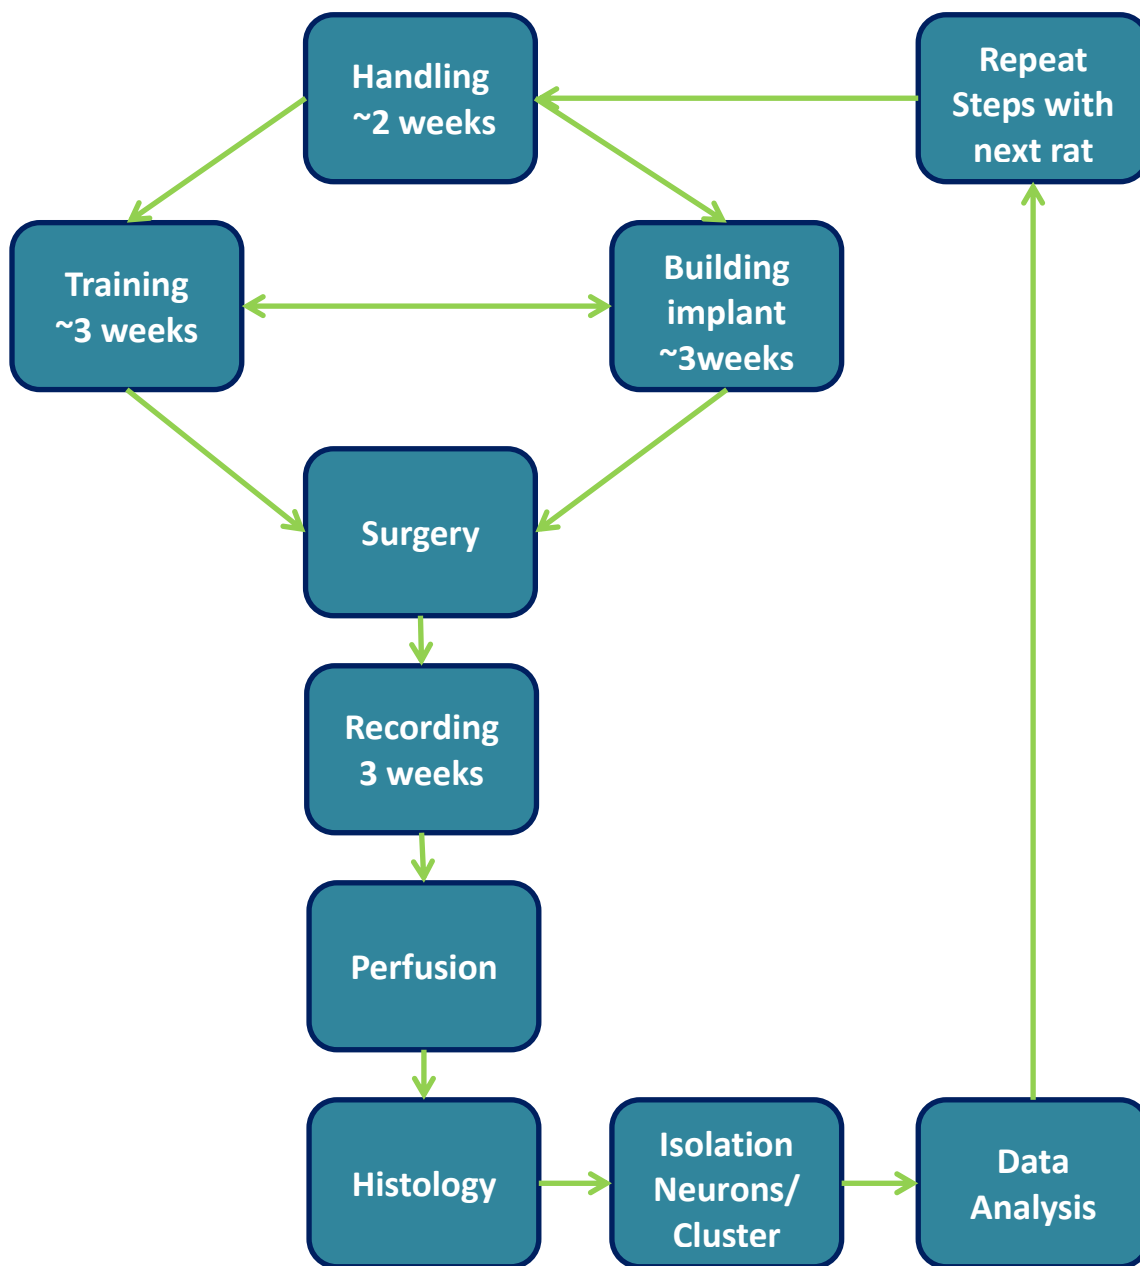 Handling
~2 weeks
Repeat
Steps with
next rat
Training
~3 weeks
Building
implant
~3weeks
Surgery
Recording
3 weeks
Perfusion
Histology
Isolation
Neurons/
Cluster
Data
Analysis